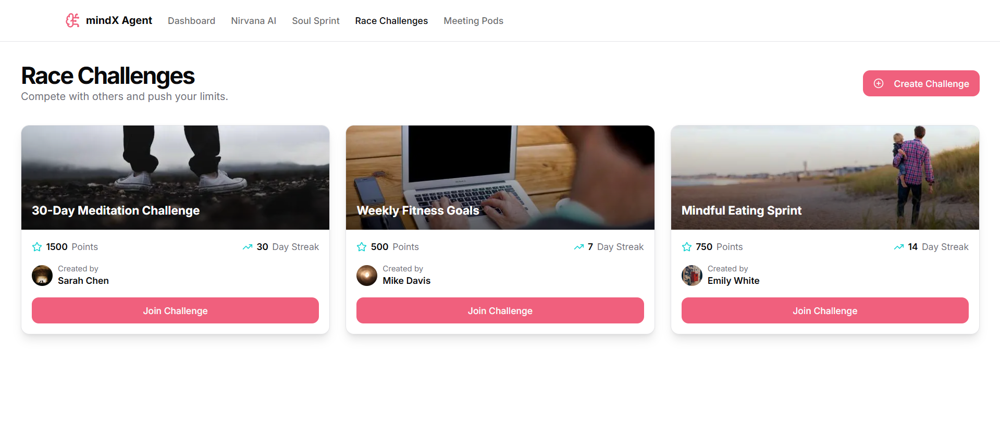 mindX Agent Dashboard Nirvana AI Soul Sprint Race Challenges Meeting Pods
Race Challenges
Compete with others and push your limits.
Create Challenge
30-Day Meditation Challenge
1500 Points 30 Day Streak
Created by
Sarah Chen
Join Challenge
Weekly Fitness Goals
500 Points 7 Day Streak
Created by
Mike Davis
Join Challenge
Mindful Eating Sprint
750 Points 14 Day Streak
Created by
Emily White
Join Challenge